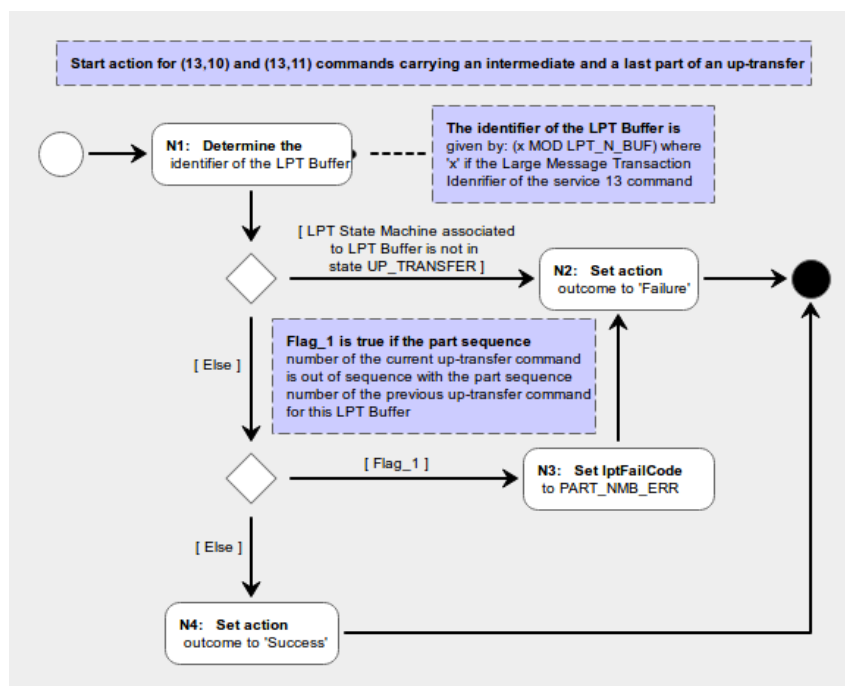 Start action for (13,10) and (13,11) commands carrying an intermediate and a last part of an up-transfer
N1: Determine the
identifier of the LPT Buffer
The identifier of the LPT Buffer is
given by: (x MOD LPT_N_BUF) where
'x' if the Large Message Transaction
Idenrifier of the service 13 command
[ LPT State Machine associated
to LPT Buffer is not in
state UP_TRANSFER ]
N2: Set action
outcome to 'Failure'
[ Else ]
Flag_1 is true if the part sequence
number of the current up-transfer command
is out of sequence with the part sequence
number of the previous up-transfer command
for this LPT Buffer
[ Flag_1 ]
N3: Set lptFailCode
to PART_NMB_ERR
[ Else ]
N4: Set action
outcome to 'Success'